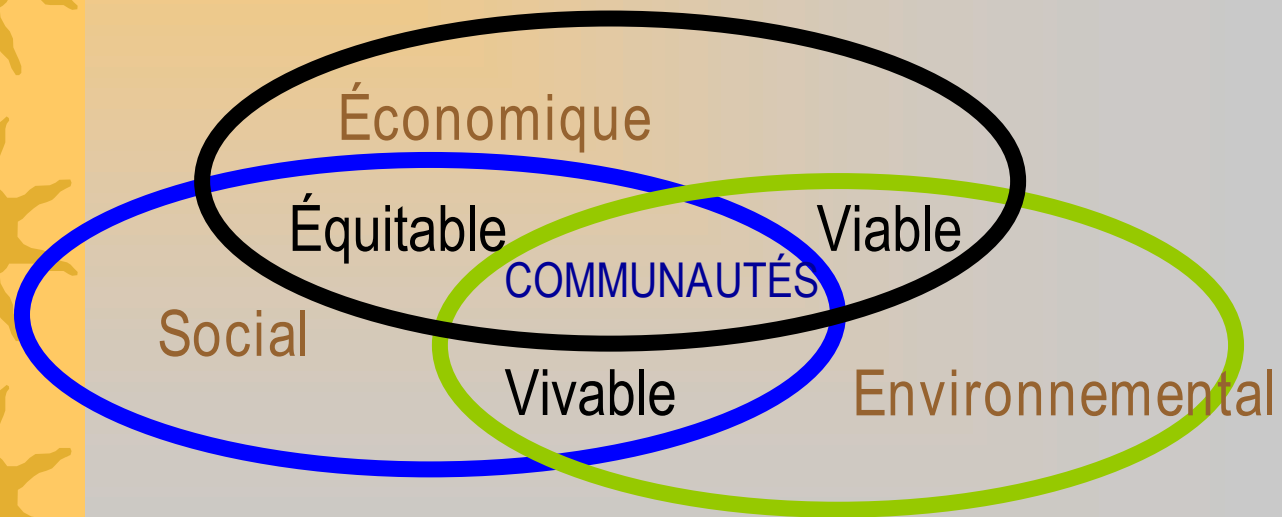 Économique
Équitable
Viable
COMMUNAUTÉS
Social
Vivable
Environnemental